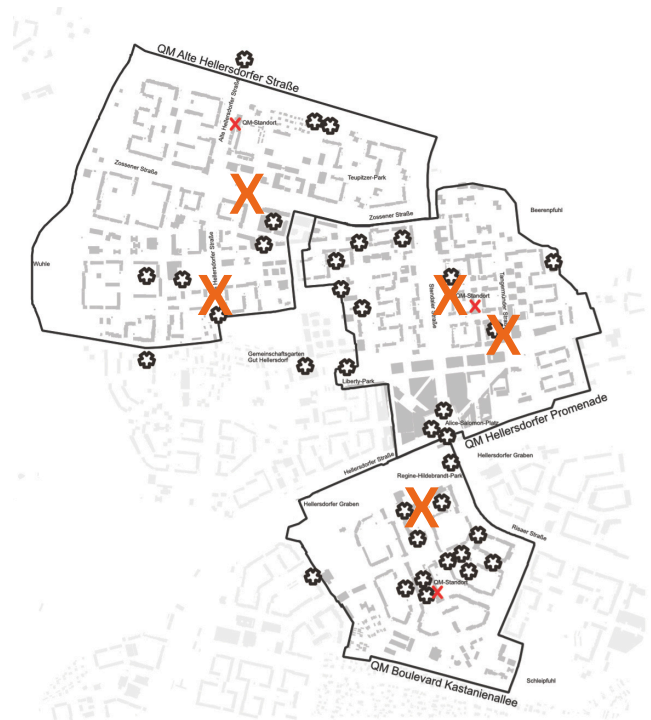 QM Alte Hellersdorfer Straße
Alte Hellersdorfer Straße
QM-Standort
Zossener Straße
Teupitzer-Park
Zossener Straße
Beerenpfuhl
Wuhle
Hellersdorfer Straße
Stendaler Straße
QM-Standort
Tangermünder Straße
Gemeinschaftsgarten
Gut Hellersdorf
Liberty-Park
QM Hellersdorfer Promenade
Alice-Salomon-Platz
Hellersdorfer Straße
Hellersdorfer Graben
Regine-Hildebrandt-Park
Hellersdorfer Graben
Risaer Straße
QM-Standort
QM Boulevard Kastanienallee
Schleipfuhl